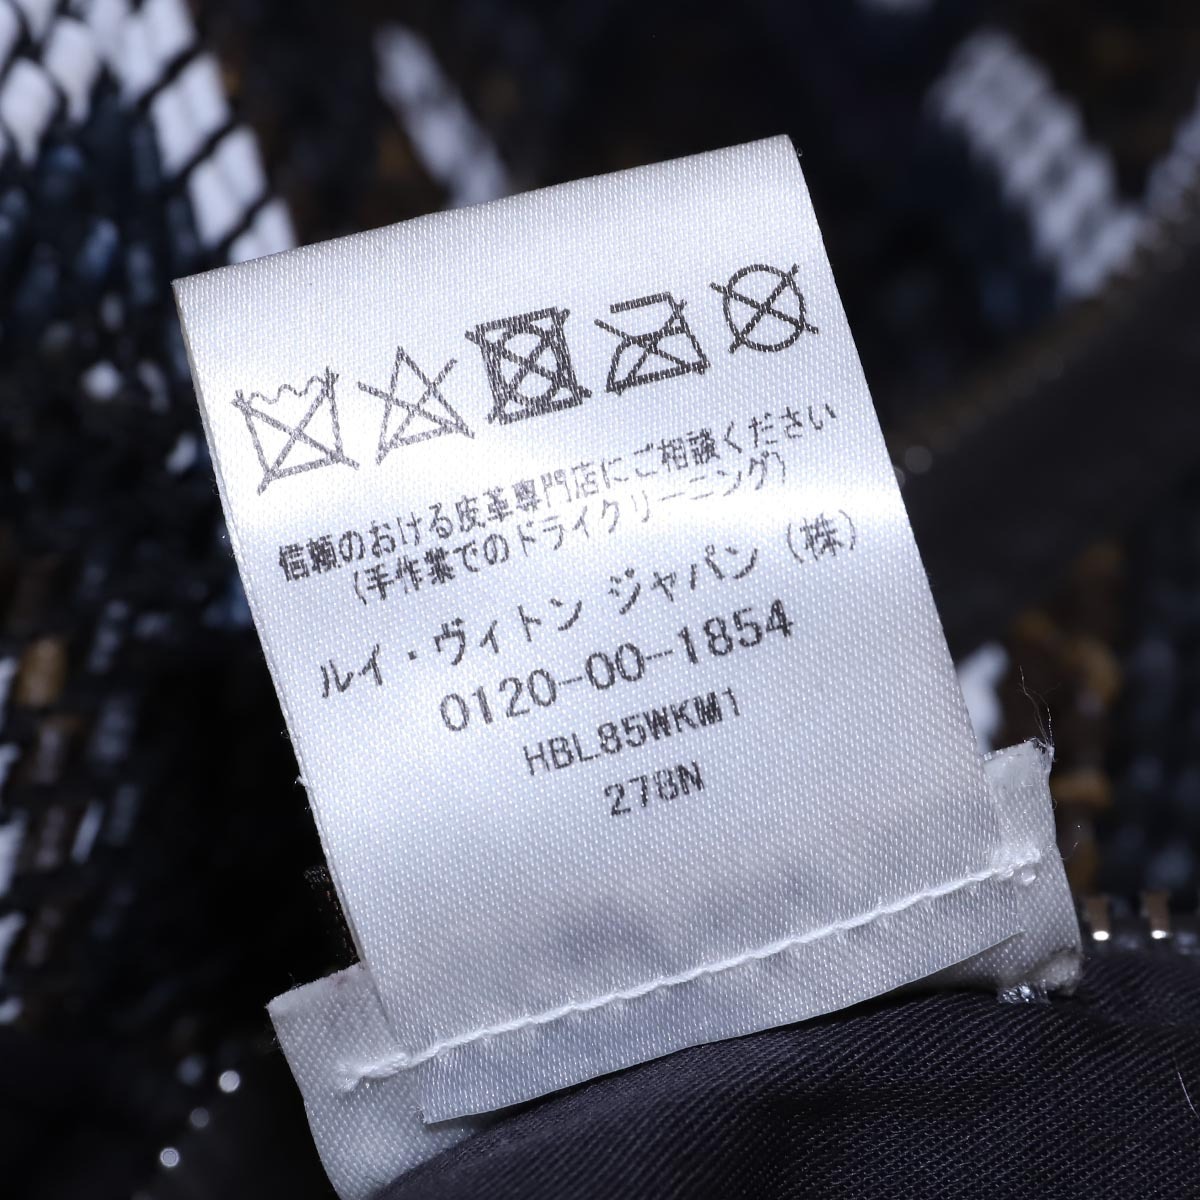 信頼のおける皮革専門店にご相談ください
(手作業でのドライクリーニング)
ルイ・ヴィトン ジャパン (株)
0120-00-1854
HBL85WKM1
278N